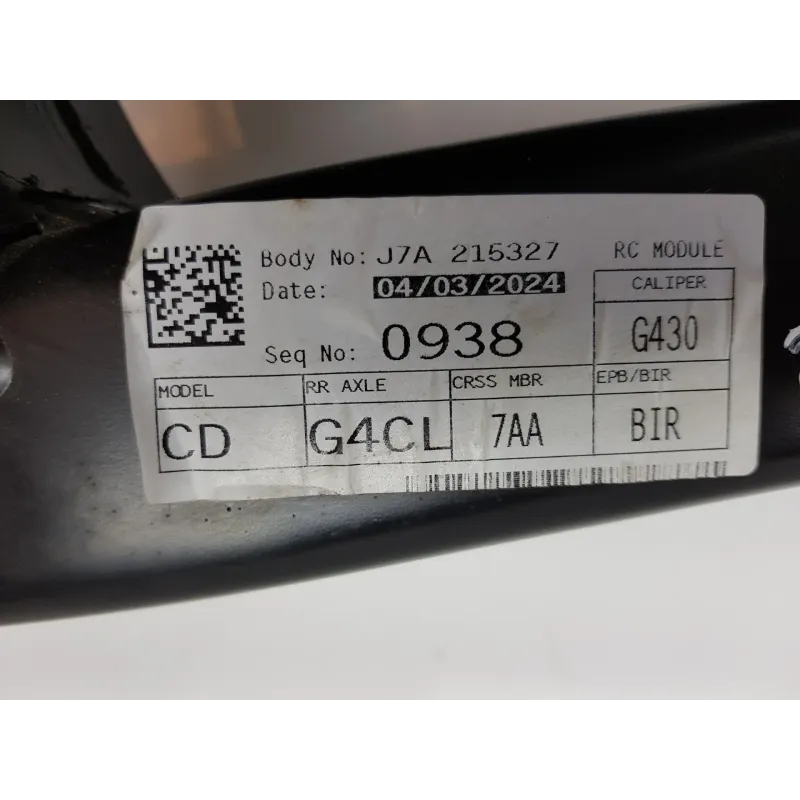 Body No: J7A 215327 RC MODULE
Date: 04/03/2024 CALIPER
Seq No: 0938 G430
MODEL RR AXLE CRSS MBR EPB/BIR
CD G4CL 7AA BIR